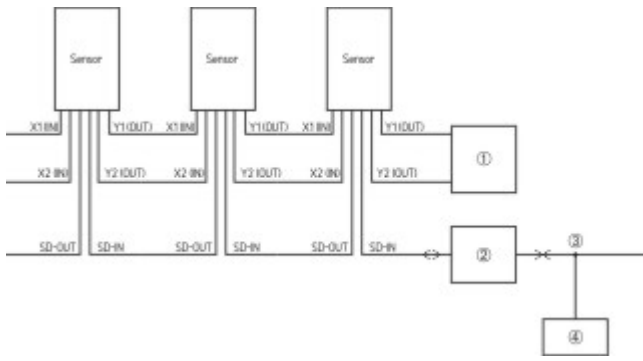 Sensor Sensor Sensor
X1(IN) Y1(OUT) X1(IN) Y1(OUT) X1(IN) Y1(OUT)
①
X2 (IN) Y2 (OUT) X2 (IN) Y2 (OUT) X2 (IN) Y2 (OUT)
③
SD-OUT SD-IN SD-OUT SD-IN SD-OUT SD-IN
②
④